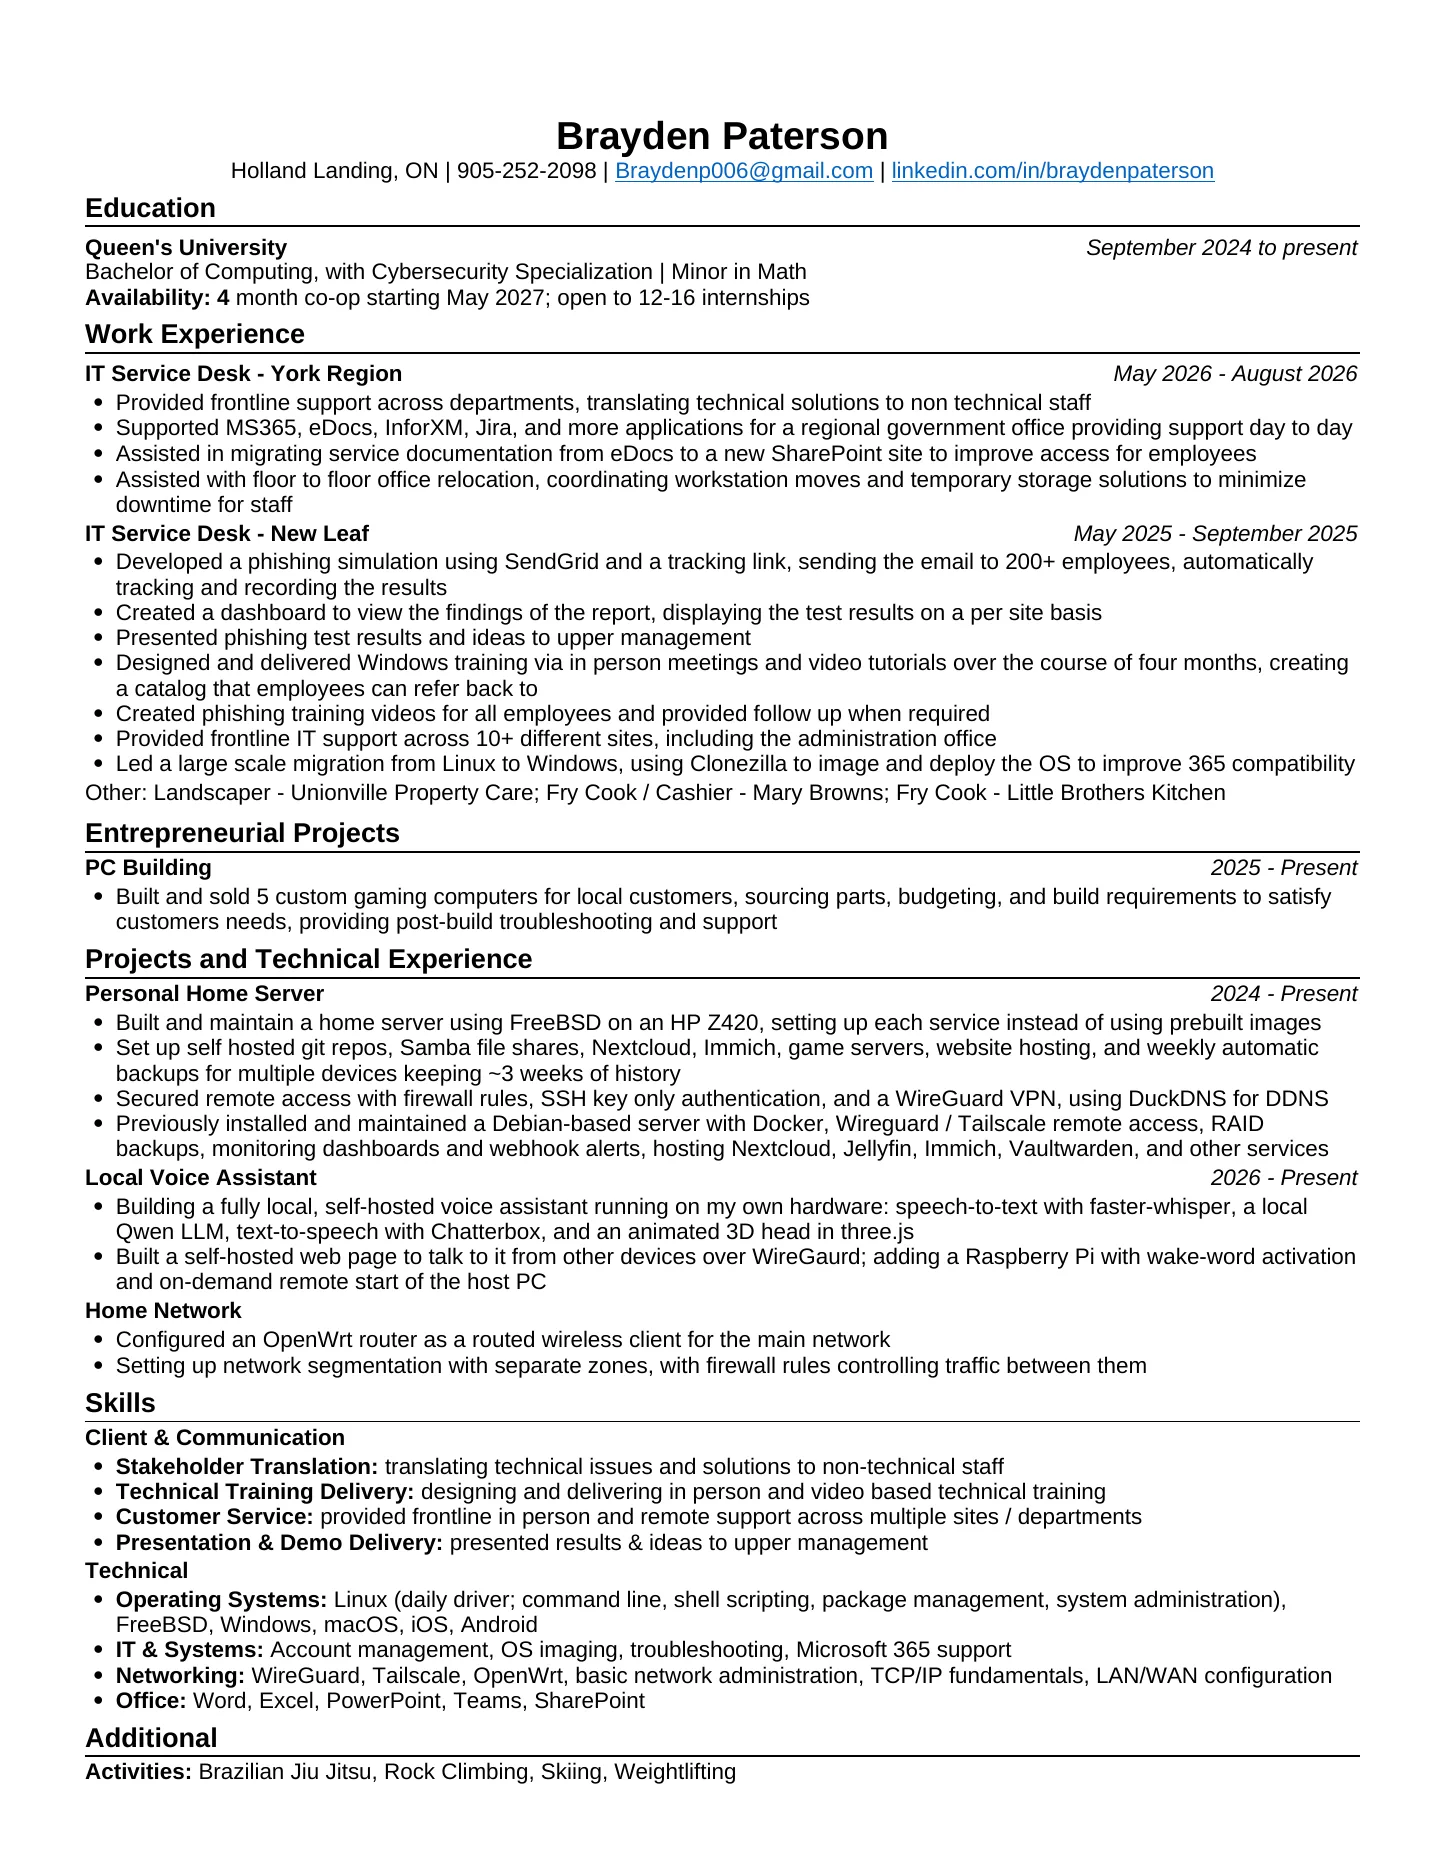 Brayden Paterson
Holland Landing, ON | 905-252-2098 | Braydenp006@gmail.com | linkedin.com/in/braydenpaterson
Education
Queen's University September 2024 to present
Bachelor of Computing, with Cybersecurity Specialization | Minor in Math
Availability: 4 month co-op starting May 2027; open to 12-16 internships
Work Experience
IT Service Desk - York Region May 2026 - August 2026
• Provided frontline support across departments, translating technical solutions to non technical staff
• Supported MS365, eDocs, InforXM, Jira, and more applications for a regional government office providing support day to day
• Assisted in migrating service documentation from eDocs to a new SharePoint site to improve access for employees
• Assisted with floor to floor office relocation, coordinating workstation moves and temporary storage solutions to minimize
downtime for staff
IT Service Desk - New Leaf May 2025 - September 2025
• Developed a phishing simulation using SendGrid and a tracking link, sending the email to 200+ employees, automatically
tracking and recording the results
• Created a dashboard to view the findings of the report, displaying the test results on a per site basis
• Presented phishing test results and ideas to upper management
• Designed and delivered Windows training via in person meetings and video tutorials over the course of four months, creating
a catalog that employees can refer back to
• Created phishing training videos for all employees and provided follow up when required
• Provided frontline IT support across 10+ different sites, including the administration office
• Led a large scale migration from Linux to Windows, using Clonezilla to image and deploy the OS to improve 365 compatibility
Other: Landscaper - Unionville Property Care; Fry Cook / Cashier - Mary Browns; Fry Cook - Little Brothers Kitchen
Entrepreneurial Projects
PC Building 2025 - Present
• Built and sold 5 custom gaming computers for local customers, sourcing parts, budgeting, and build requirements to satisfy
customers needs, providing post-build troubleshooting and support
Projects and Technical Experience
Personal Home Server 2024 - Present
• Built and maintain a home server using FreeBSD on an HP Z420, setting up each service instead of using prebuilt images
• Set up self hosted git repos, Samba file shares, Nextcloud, Immich, game servers, website hosting, and weekly automatic
backups for multiple devices keeping ~3 weeks of history
• Secured remote access with firewall rules, SSH key only authentication, and a WireGuard VPN, using DuckDNS for DDNS
• Previously installed and maintained a Debian-based server with Docker, Wireguard / Tailscale remote access, RAID
backups, monitoring dashboards and webhook alerts, hosting Nextcloud, Jellyfin, Immich, Vaultwarden, and other services
Local Voice Assistant 2026 - Present
• Building a fully local, self-hosted voice assistant running on my own hardware: speech-to-text with faster-whisper, a local
Qwen LLM, text-to-speech with Chatterbox, and an animated 3D head in three.js
• Built a self-hosted web page to talk to it from other devices over WireGaurd; adding a Raspberry Pi with wake-word activation
and on-demand remote start of the host PC
Home Network
• Configured an OpenWrt router as a routed wireless client for the main network
• Setting up network segmentation with separate zones, with firewall rules controlling traffic between them
Skills
Client & Communication
• Stakeholder Translation: translating technical issues and solutions to non-technical staff
• Technical Training Delivery: designing and delivering in person and video based technical training
• Customer Service: provided frontline in person and remote support across multiple sites / departments
• Presentation & Demo Delivery: presented results & ideas to upper management
Technical
• Operating Systems: Linux (daily driver; command line, shell scripting, package management, system administration),
FreeBSD, Windows, macOS, iOS, Android
• IT & Systems: Account management, OS imaging, troubleshooting, Microsoft 365 support
• Networking: WireGuard, Tailscale, OpenWrt, basic network administration, TCP/IP fundamentals, LAN/WAN configuration
• Office: Word, Excel, PowerPoint, Teams, SharePoint
Additional
Activities: Brazilian Jiu Jitsu, Rock Climbing, Skiing, Weightlifting